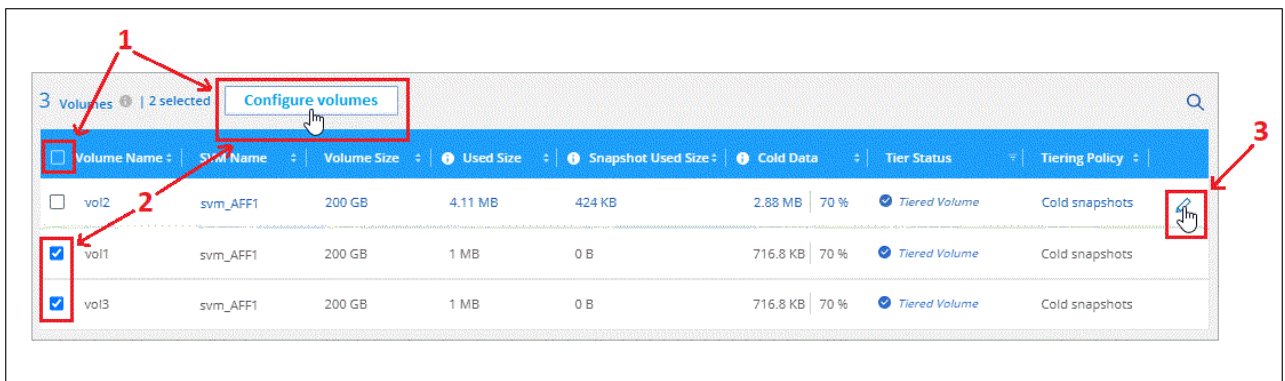 1
3 Volumes | 2 selected Configure volumes
3
Volume Name SVM Name Volume Size Used Size Snapshot Used Size Cold Data Tier Status Tiering Policy
vol2 svm_AFF1 200 GB 4.11 MB 424 KB 2.88 MB 70 % Tiered Volume Cold snapshots
2
vol1 svm_AFF1 200 GB 1 MB 0 B 716.8 KB 70 % Tiered Volume Cold snapshots
vol3 svm_AFF1 200 GB 1 MB 0 B 716.8 KB 70 % Tiered Volume Cold snapshots